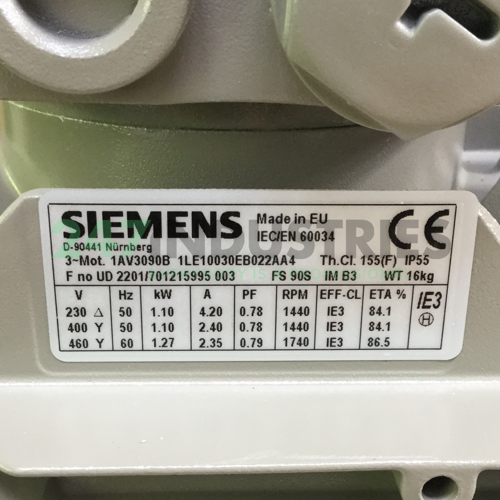 SIEMENS Made in EU
D-90441 Nürnberg IEC/EN 60034 CE
3~Mot. 1AV3090B 1LE10030EB022AA4 Th.Cl. 155(F) IP55
F no UD 2201/701215995 003 FS 90S IM B3 WT 16kg
V Hz kW A PF RPM EFF-CL ETA % IE3
230 Δ 50 1.10 4.20 0.78 1440 IE3 84.1
400 Y 50 1.10 2.40 0.78 1440 IE3 84.1 H
460 Y 60 1.27 2.35 0.79 1740 IE3 86.5
INDUSTRIES